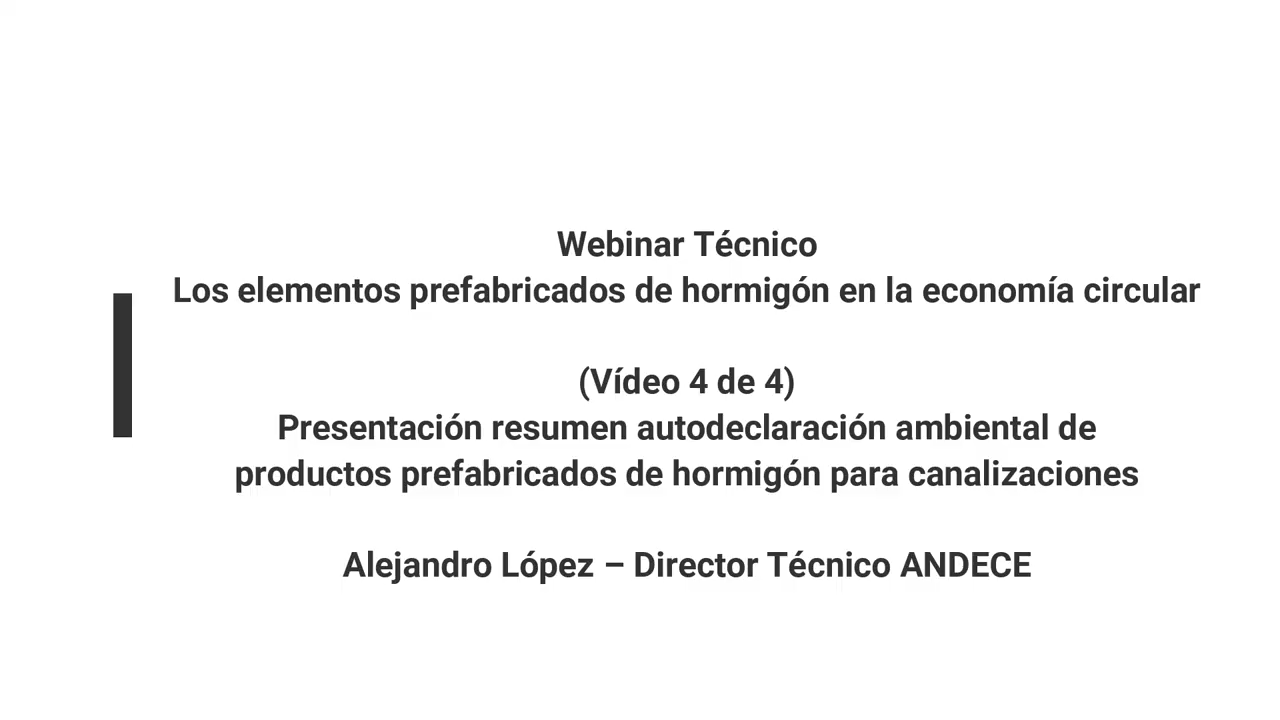 Webinar Técnico
Los elementos prefabricados de hormigón en la economía circular
(Vídeo 4 de 4)
Presentación resumen autodeclaración ambiental de
productos prefabricados de hormigón para canalizaciones
Alejandro López – Director Técnico ANDECE